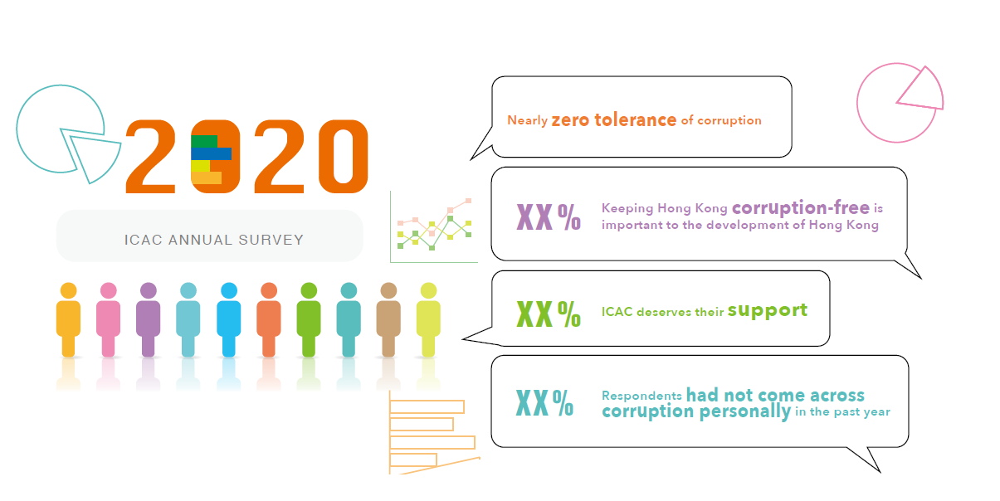 2020
ICAC ANNUAL SURVEY
Nearly zero tolerance of corruption
XX%
Keeping Hong Kong corruption-free is
important to the development of Hong Kong
XX%
ICAC deserves their support
XX%
Respondents had not come across
corruption personally in the past year